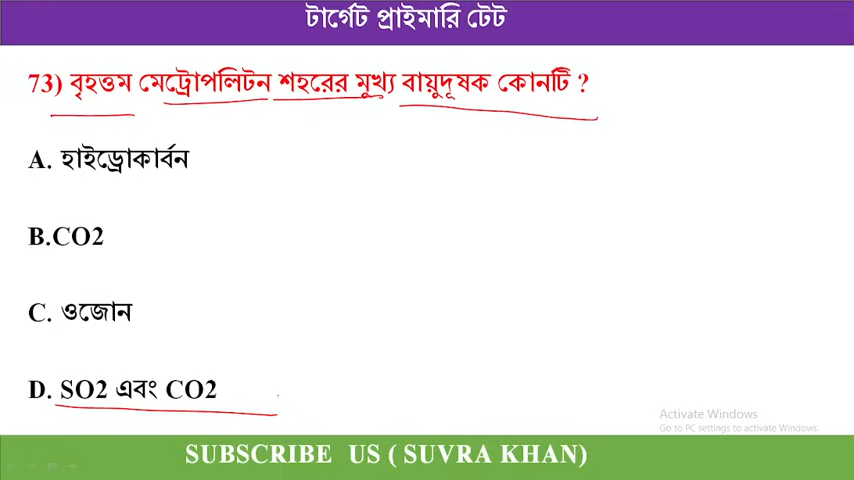 টার্গেট প্রাইমারি টেট
73) বৃহত্তম মেট্রোপলিটন শহরের মুখ্য বায়ুদূষক কোনটি ?
A. হাইড্রোকার্বন
B.CO2
C. ওজোন
D. SO2 এবং CO2
Activate Windows
Go to PC settings to activate Windows.
SUBSCRIBE US ( SUVRA KHAN)